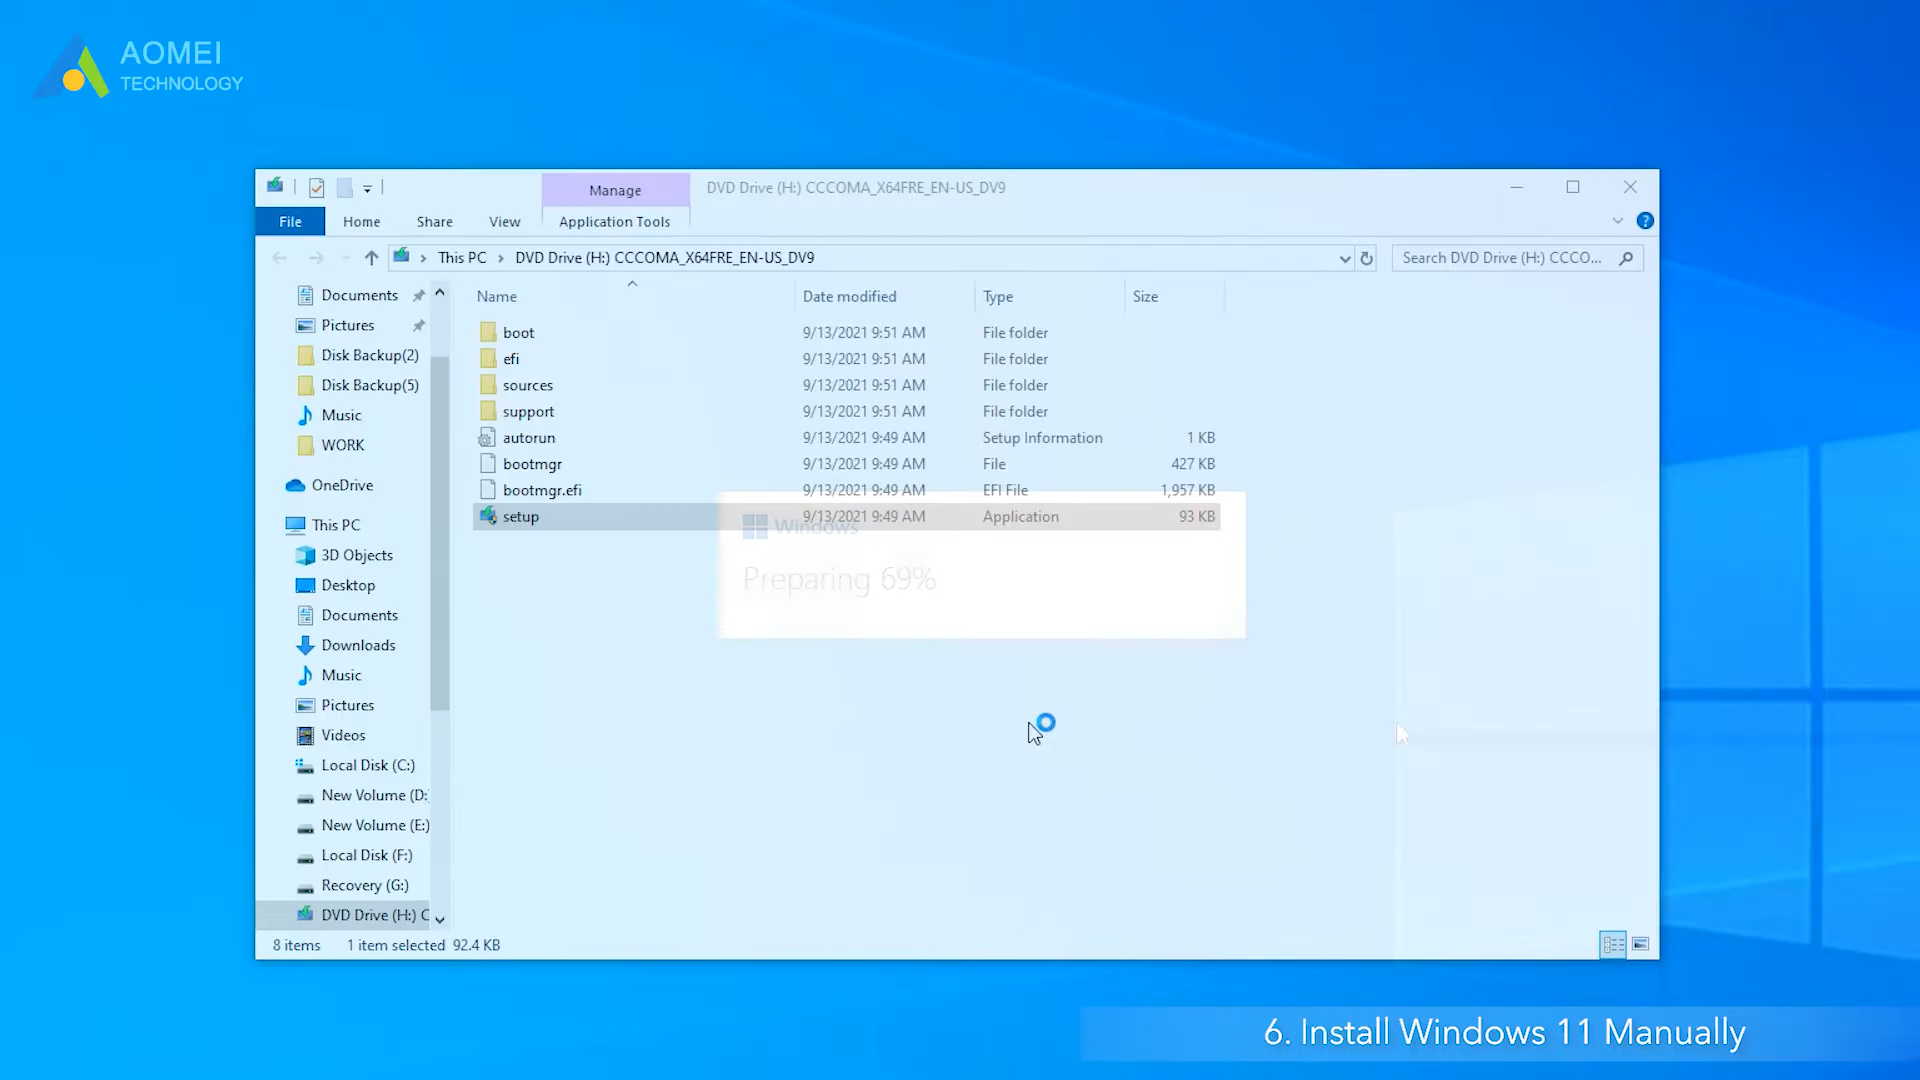 AOMEI
TECHNOLOGY
Manage
DVD Drive (H:) CCCOMA_X64FRE_EN-US_DV9
File
Home
Share
View
Application Tools
This PC
DVD Drive (H:) CCCOMA_X64FRE_EN-US_DV9
Search DVD Drive (H:) CCCO...
Documents
Pictures
Disk Backup(2)
Disk Backup(5)
Music
WORK
OneDrive
This PC
3D Objects
Desktop
Documents
Downloads
Music
Pictures
Videos
Local Disk (C:)
New Volume (D:
New Volume (E:)
Local Disk (F:)
Recovery (G:)
DVD Drive (H:) C
Name Date modified Type Size
boot 9/13/2021 9:51 AM File folder
efi 9/13/2021 9:51 AM File folder
sources 9/13/2021 9:51 AM File folder
support 9/13/2021 9:51 AM File folder
autorun 9/13/2021 9:49 AM Setup Information 1 KB
bootmgr 9/13/2021 9:49 AM File 427 KB
bootmgr.efi 9/13/2021 9:49 AM EFI File 1,957 KB
setup 9/13/2021 9:49 AM Application 93 KB
Windows
Preparing 69%
8 items 1 item selected 92.4 KB
6. Install Windows 11 Manually